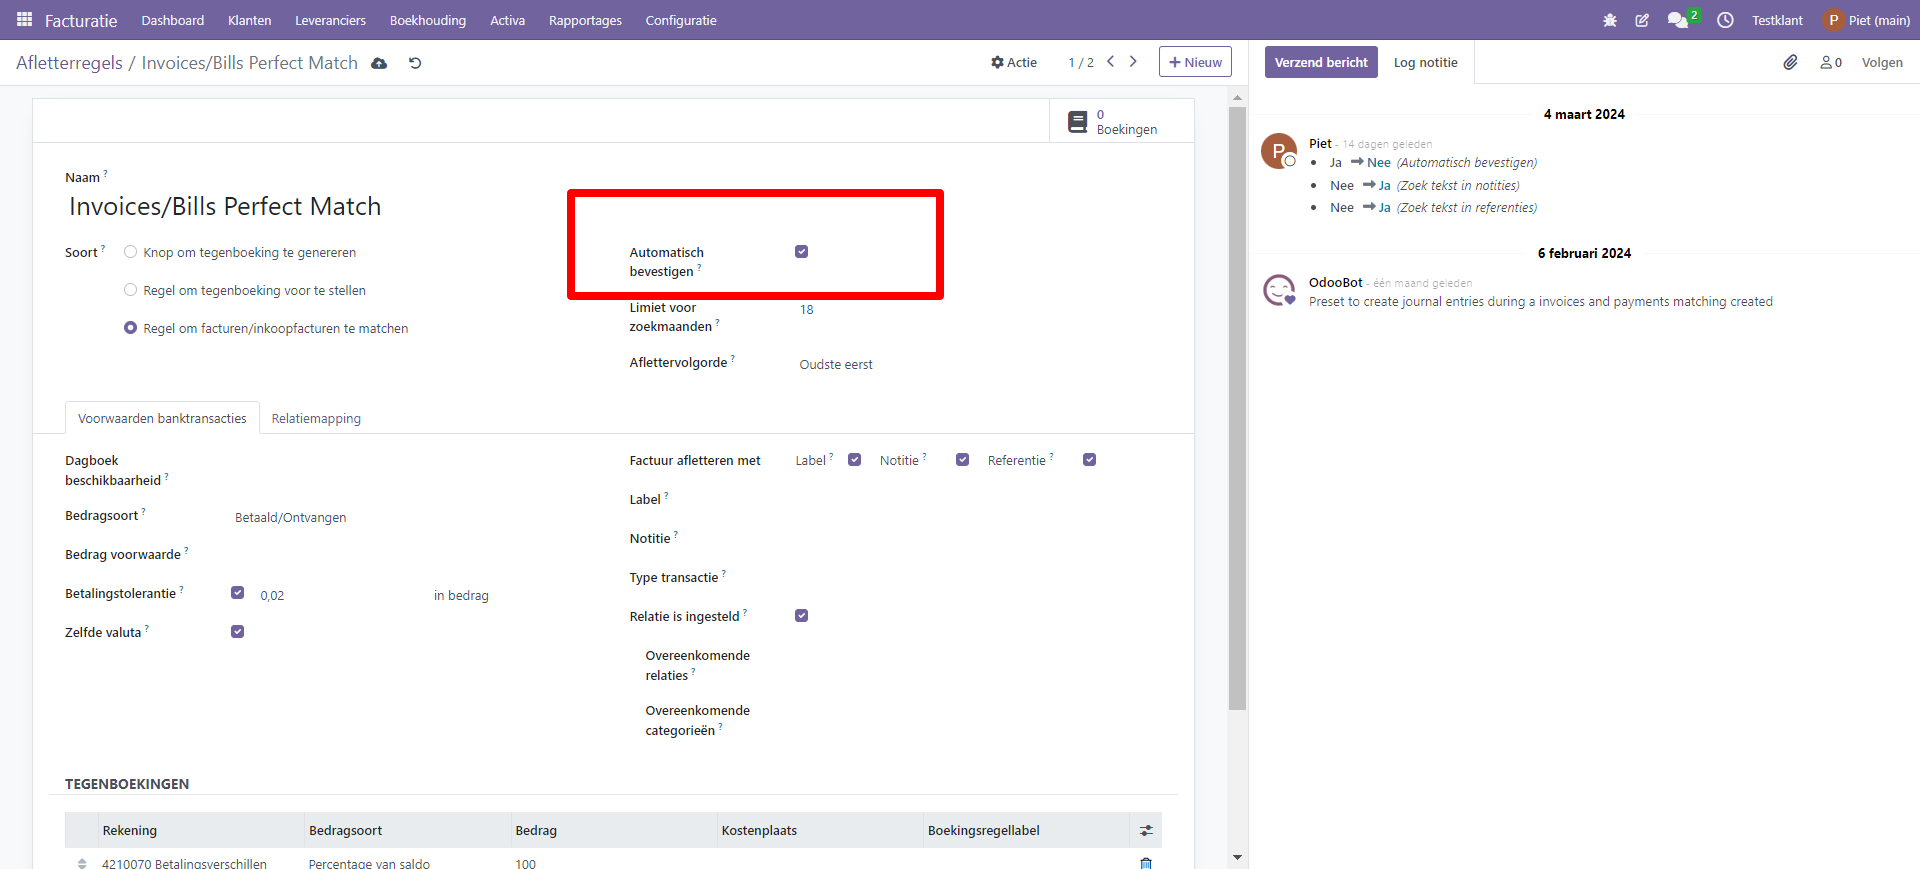 Facturatie Dashboard Klanten Leveranciers Boekhouding Activa Rapportages Configuratie 2 Testklant P Piet (main)
Afletterregels / Invoices/Bills Perfect Match Actie 1 / 2 Nieuw Verzend bericht Log notitie 0 Volgen
0
Boekingen
Naam ?
Invoices/Bills Perfect Match
Soort ? Knop om tegenboeking te genereren
Regel om tegenboeking voor te stellen
Regel om facturen/inkoopfacturen te matchen
Automatisch
bevestigen ?
Limiet voor
zoekmaanden ? 18
Aflettervolgorde ? Oudste eerst
Voorwaarden banktransacties Relatiemapping
Dagboek
beschikbaarheid ?
Bedragsoort ? Betaald/Ontvangen
Bedrag voorwaarde ?
Betalingstolerantie ? 0,02 in bedrag
Zelfde valuta ?
Factuur afletteren met Label ? Notitie ? Referentie ?
Label ?
Notitie ?
Type transactie ?
Relatie is ingesteld ?
Overeenkomende
relaties ?
Overeenkomende
categorieën ?
TEGENBOEKINGEN
Rekening Bedragsoort Bedrag Kostenplaats Boekingsregellabel
4210070 Betalingsverschillen Percentage van saldo 100
4 maart 2024
P
Piet - 14 dagen geleden
Ja Nee (Automatisch bevestigen)
Nee Ja (Zoek tekst in notities)
Nee Ja (Zoek tekst in referenties)
6 februari 2024
OdooBot - één maand geleden
Preset to create journal entries during a invoices and payments matching created